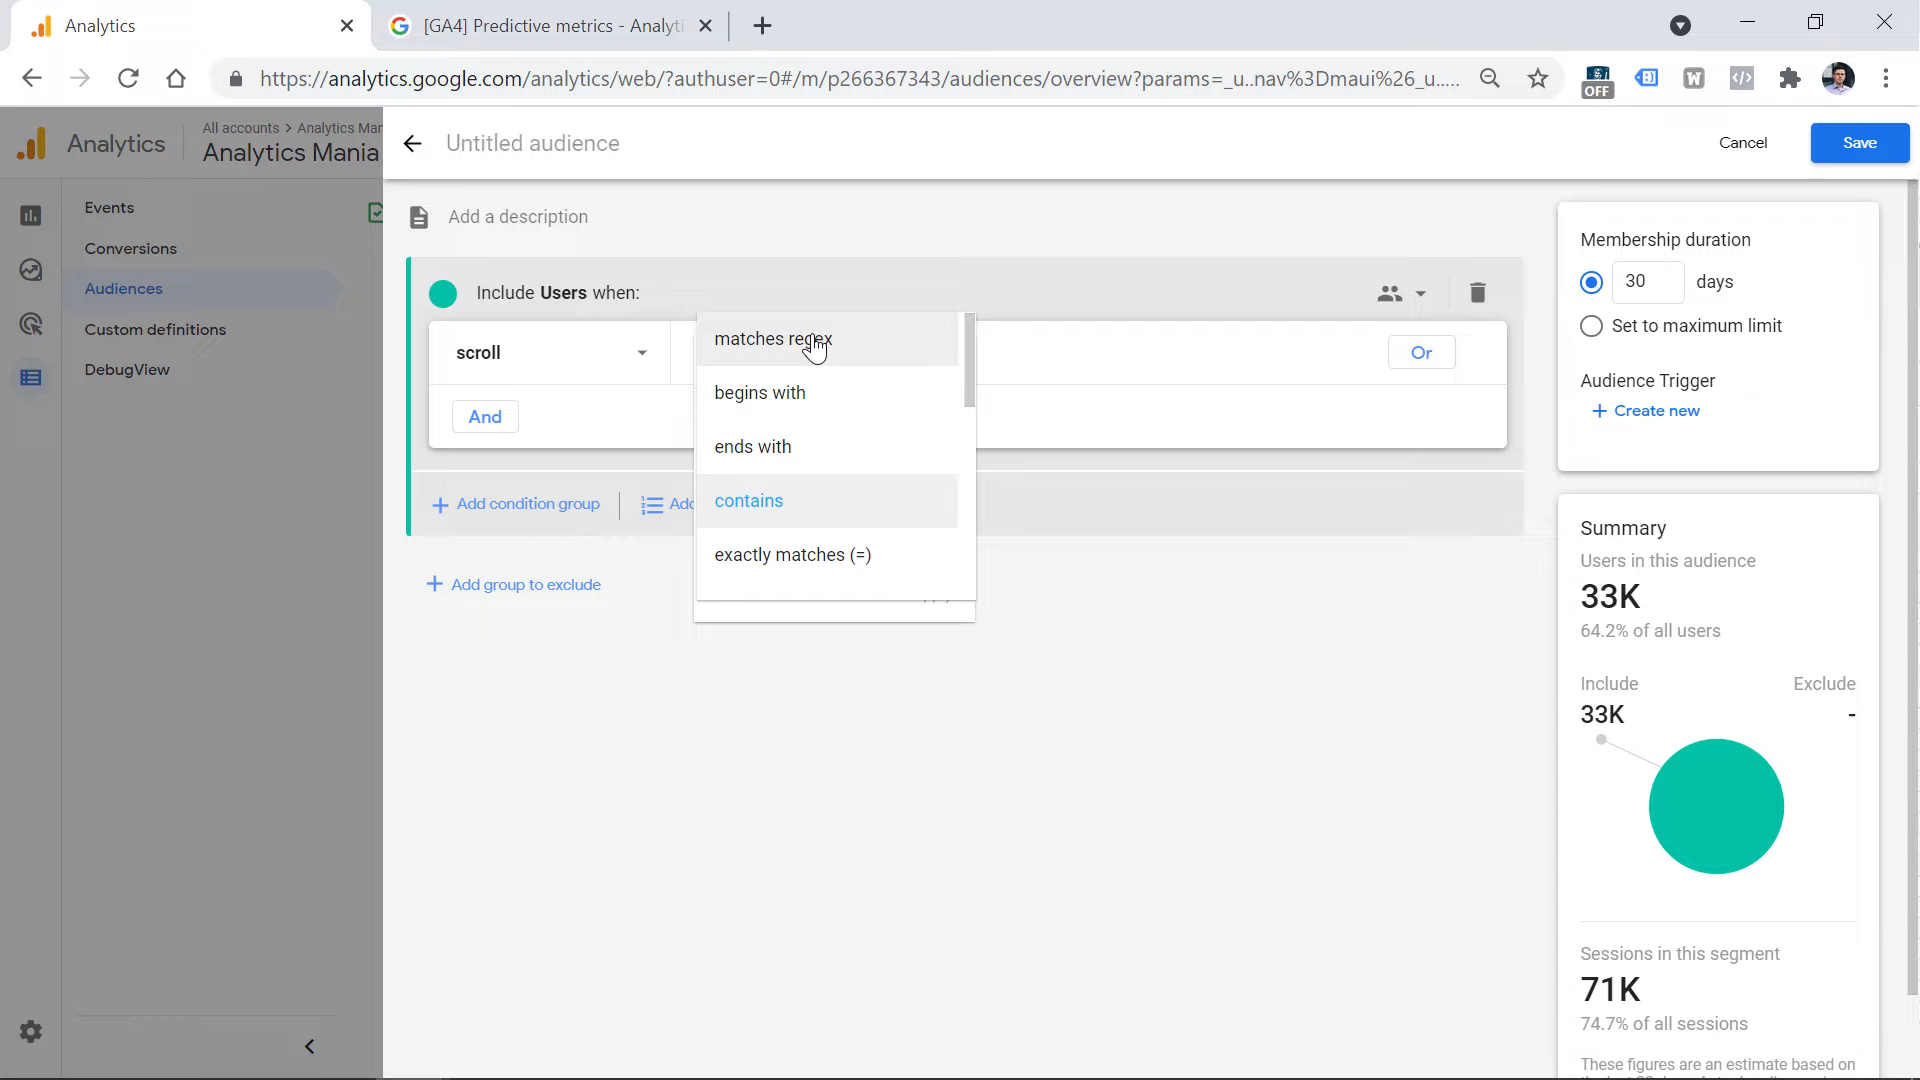 Analytics
[GA4] Predictive metrics - Analyti
https://analytics.google.com/analytics/web/?authuser=0#/m/p266367343/audiences/overview?params=_u..nav%3Dmaui%26_u.....
OFF
Analytics
All accounts > Analytics Man
Analytics Mania
Untitled audience
Cancel
Save
Events
Conversions
Audiences
Custom definitions
DebugView
Add a description
Include Users when:
scroll
Or
And
matches regex
begins with
ends with
contains
exactly matches (=)
+ Add condition group
Add
+ Add group to exclude
Membership duration
30 days
Set to maximum limit
Audience Trigger
+ Create new
Summary
Users in this audience
33K
64.2% of all users
Include Exclude
33K -
Sessions in this segment
71K
74.7% of all sessions
These figures are an estimate based on